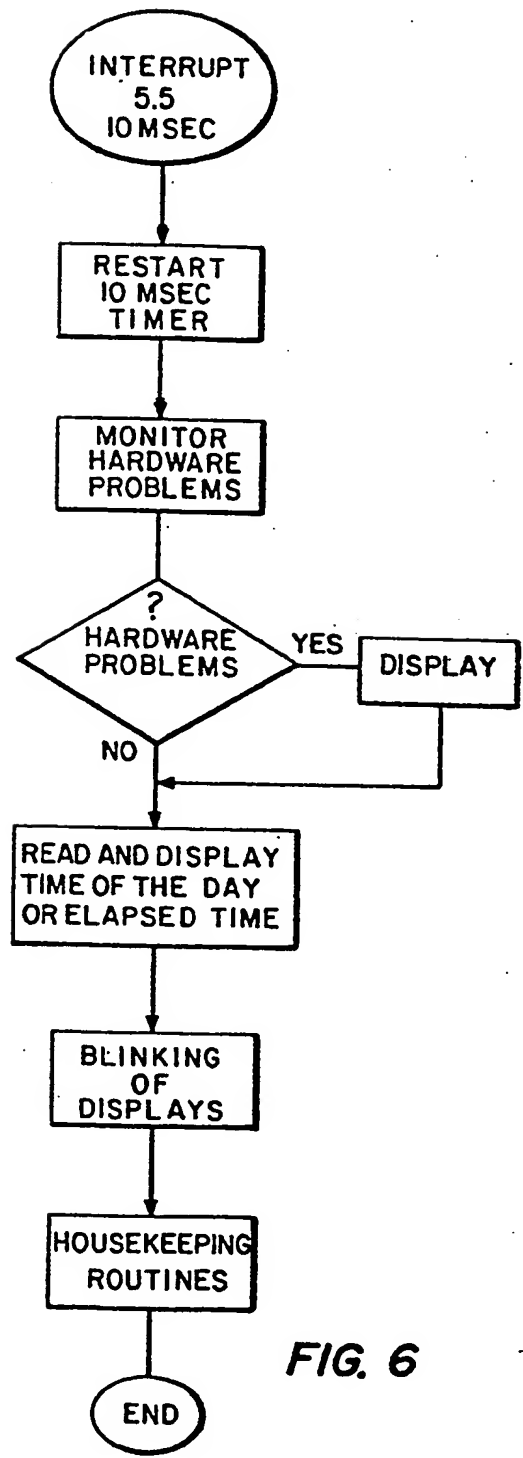 INTERRUPT
5.5
10 MSEC
RESTART
10 MSEC
TIMER
MONITOR
HARDWARE
PROBLEMS
?
HARDWARE
PROBLEMS
YES
DISPLAY
NO
READ AND DISPLAY
TIME OF THE DAY
OR ELAPSED TIME
BLINKING
OF
DISPLAYS
HOUSEKEEPING
ROUTINES
END
FIG. 6